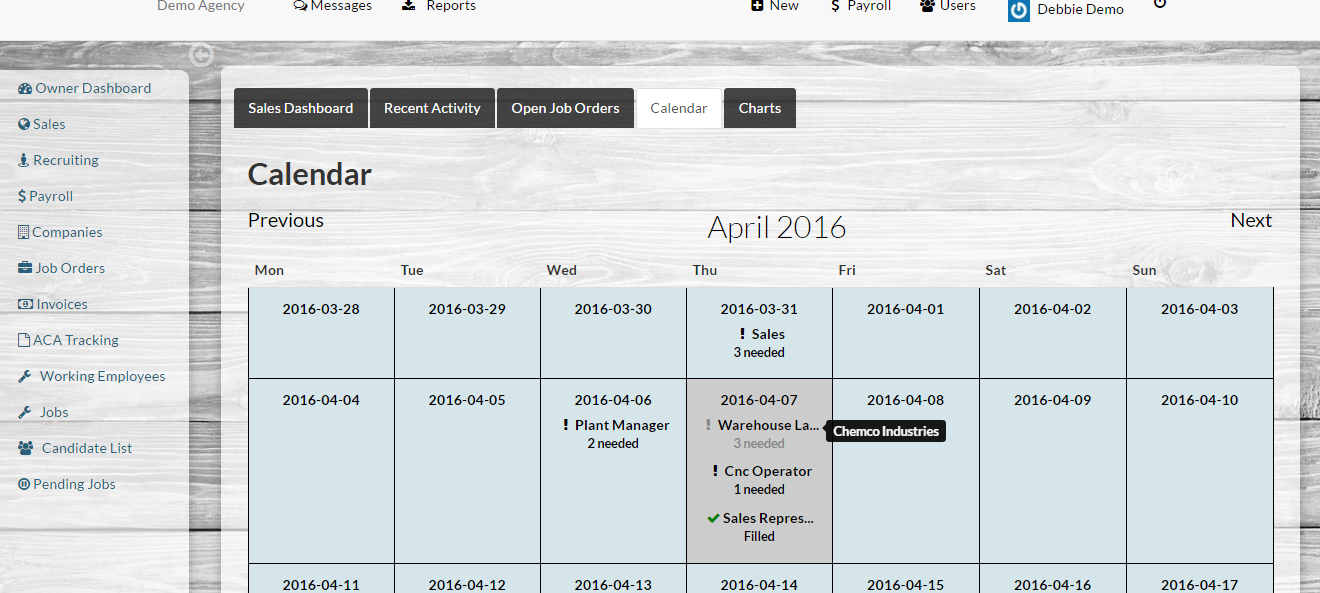 Demo Agency Messages Reports New $ Payroll Users Debbie Demo
Owner Dashboard
Sales
Recruiting
$ Payroll
Companies
Job Orders
Invoices
ACA Tracking
Working Employees
Jobs
Candidate List
Pending Jobs
Sales Dashboard Recent Activity Open Job Orders Calendar Charts
Calendar
Previous April 2016 Next
Mon Tue Wed Thu Fri Sat Sun
2016-03-28 2016-03-29 2016-03-30 2016-03-31 2016-04-01 2016-04-02 2016-04-03
! Sales
3 needed
2016-04-04 2016-04-05 2016-04-06 2016-04-07 2016-04-08 2016-04-09 2016-04-10
! Plant Manager ! Warehouse La... Chemco Industries
2 needed 3 needed
! Cnc Operator
1 needed
Sales Repres...
Filled
2016-04-11 2016-04-12 2016-04-13 2016-04-14 2016-04-15 2016-04-16 2016-04-17